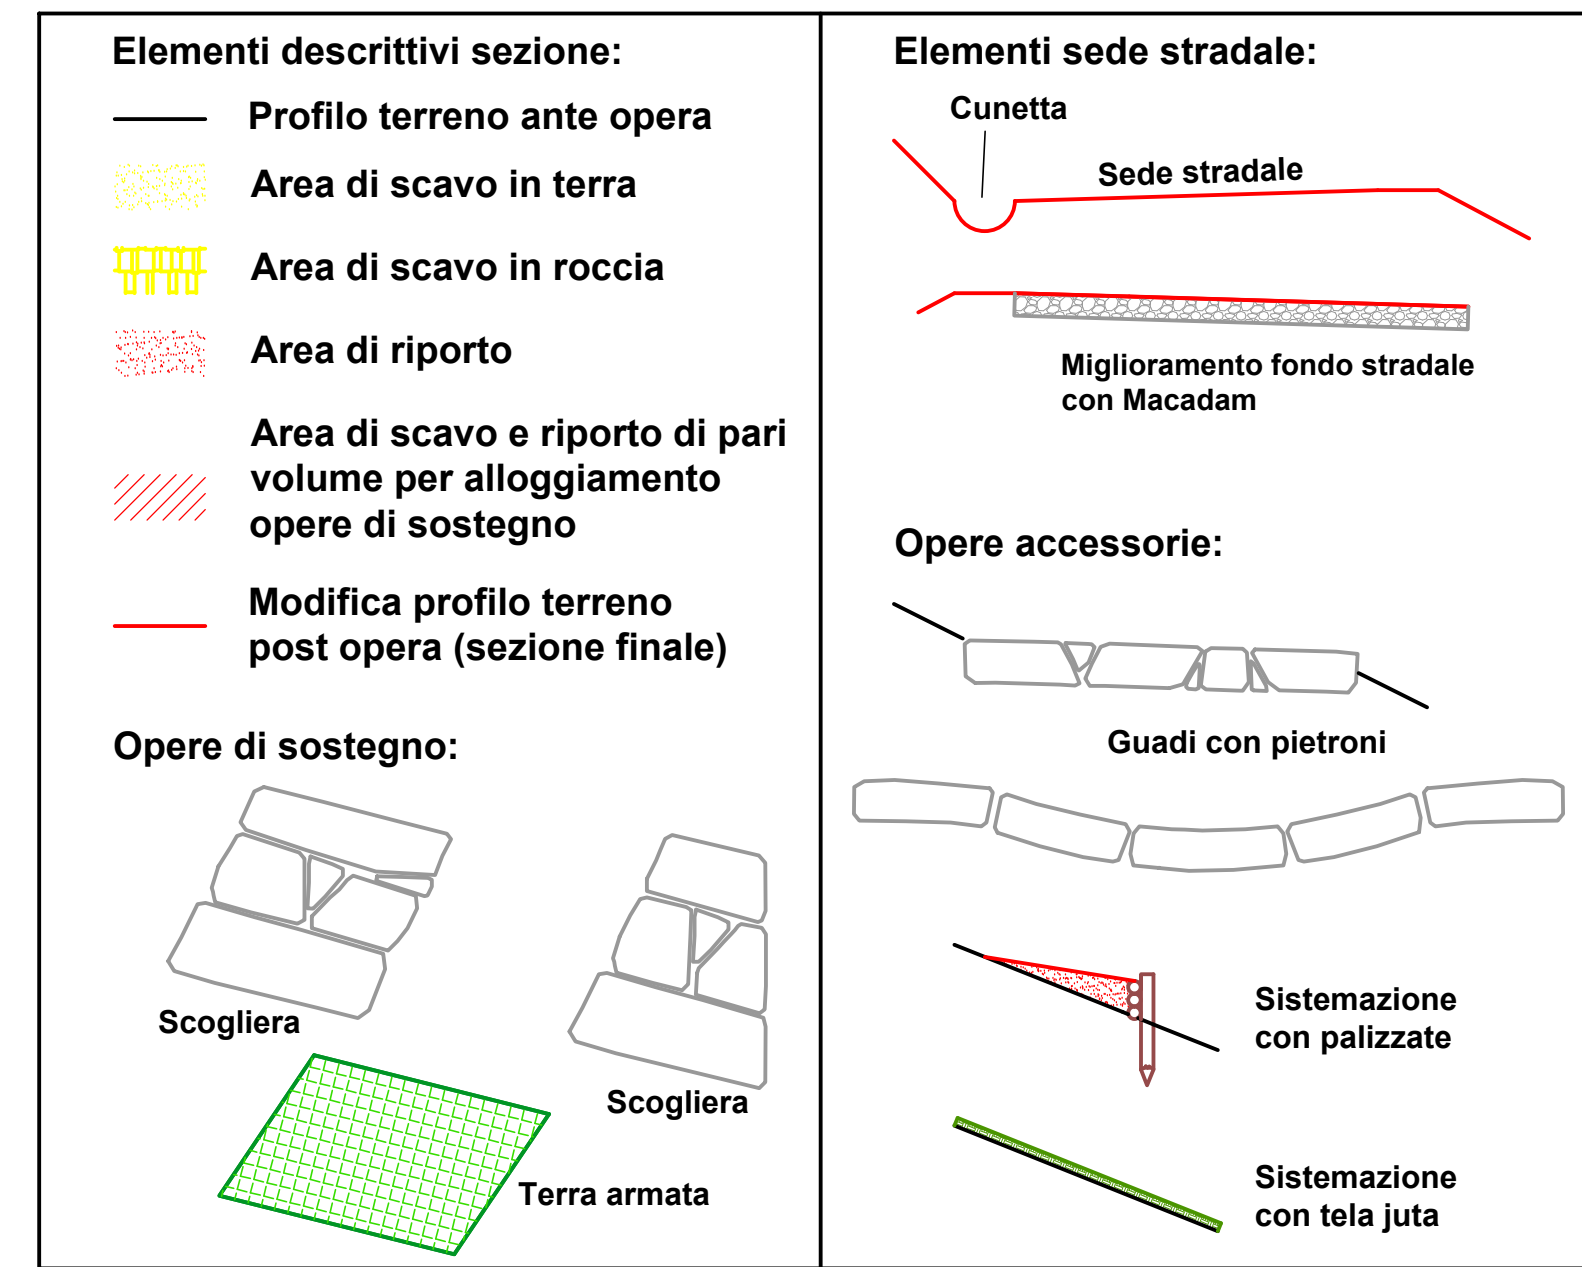 Elementi descrittivi sezione:
Profilo terreno ante opera
Area di scavo in terra
Area di scavo in roccia
Area di riporto
Area di scavo e riporto di pari
volume per alloggiamento
opere di sostegno
Modifica profilo terreno
post opera (sezione finale)
Opere di sostegno:
Scogliera
Scogliera
Terra armata
Elementi sede stradale:
Cunetta
Sede stradale
Miglioramento fondo stradale
con Macadam
Opere accessorie:
Guadi con pietroni
Sistemazione
con palizzate
Sistemazione
con tela juta